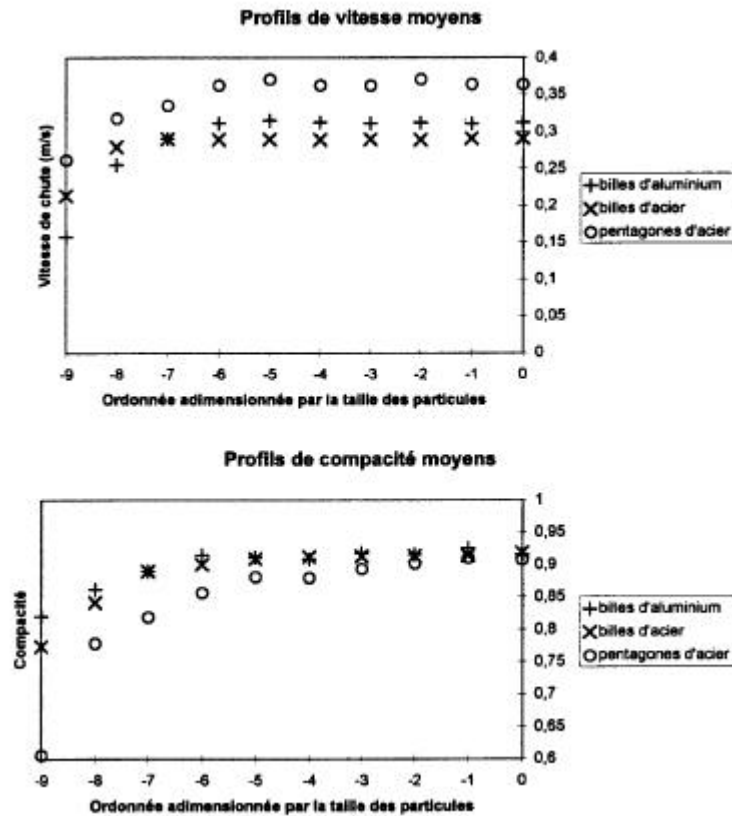 Profils de vitesse moyens
0,4
0,35
0,3
0,25
0,2
0,15
0,1
0,05
0
Vitesse de chute (m/s)
-9 -8 -7 -6 -5 -4 -3 -2 -1 0
Ordonnée adimensionnée par la taille des particules
billes d'aluminium
billes d'acier
pentagones d'acier
Profils de compacité moyens
1
0,95
0,9
0,85
0,8
0,75
0,7
0,65
0,6
Compacité
-9 -8 -7 -6 -5 -4 -3 -2 -1 0
Ordonnée adimensionnée par la taille des particules
billes d'aluminium
billes d'acier
pentagones d'acier